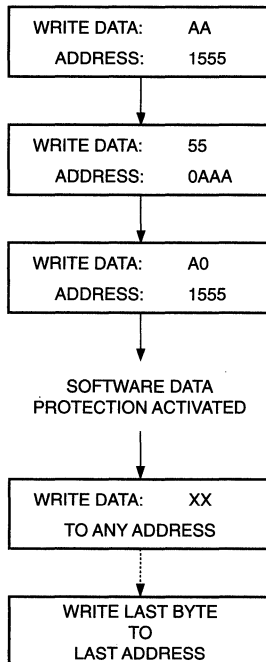 WRITE DATA: AA
ADDRESS: 1555
WRITE DATA: 55
ADDRESS: 0AAA
WRITE DATA: A0
ADDRESS: 1555
SOFTWARE DATA
PROTECTION ACTIVATED
WRITE DATA: XX
TO ANY ADDRESS
WRITE LAST BYTE
TO
LAST ADDRESS